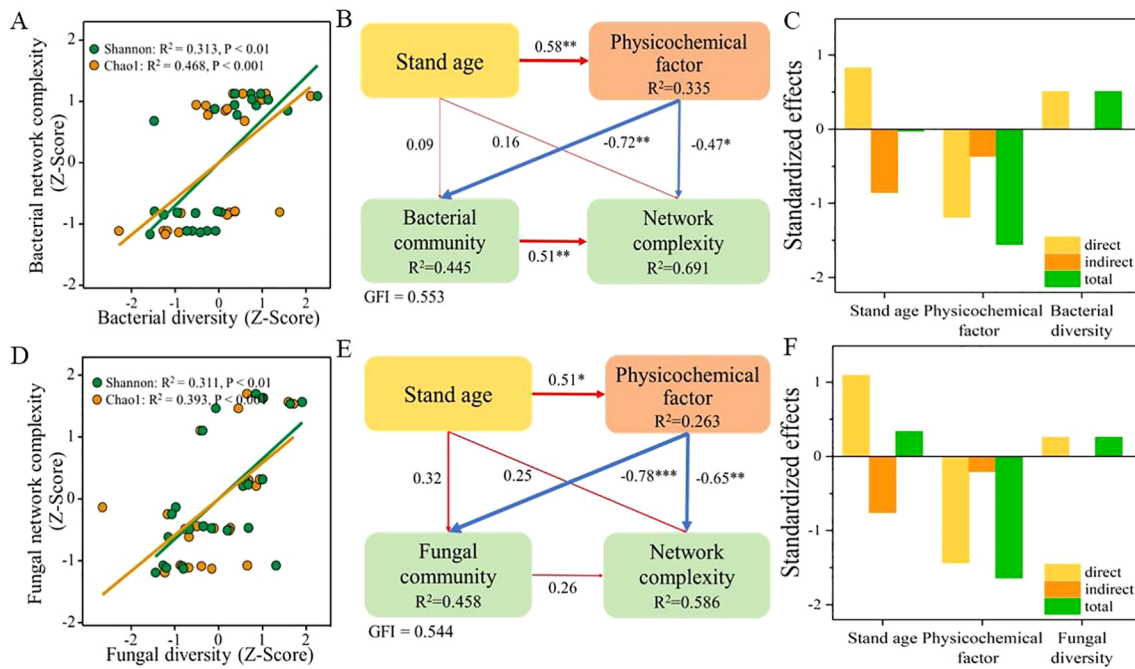 A
Bacterial network complexity
(Z-Score)
2
1
0
-1
-2
Shannon: R² = 0.313, P < 0.01
Chao1: R² = 0.468, P < 0.001
-2 -1 0 1 2
Bacterial diversity (Z-Score)
B
Stand age
0.58**
Physicochemical
factor
R²=0.335
0.09
0.16
-0.72**
-0.47*
Bacterial
community
R²=0.445
0.51**
Network
complexity
R²=0.691
GFI = 0.553
C
Standardized effects
1
0
-1
-2
direct
indirect
total
Stand age Physicochemical Bacterial
factor diversity
D
Fungal network complexity
(Z-Score)
2
1
0
-1
-2
Shannon: R² = 0.311, P < 0.01
Chao1: R² = 0.393, P < 0.001
-2 -1 0 1 2
Fungal diversity (Z-Score)
E
Stand age
0.51*
Physicochemical
factor
R²=0.263
0.32
0.25
-0.78***
-0.65**
Fungal
community
R²=0.458
0.26
Network
complexity
R²=0.586
GFI = 0.544
F
Standardized effects
1
0
-1
-2
direct
indirect
total
Stand age Physicochemical Fungal
factor diversity